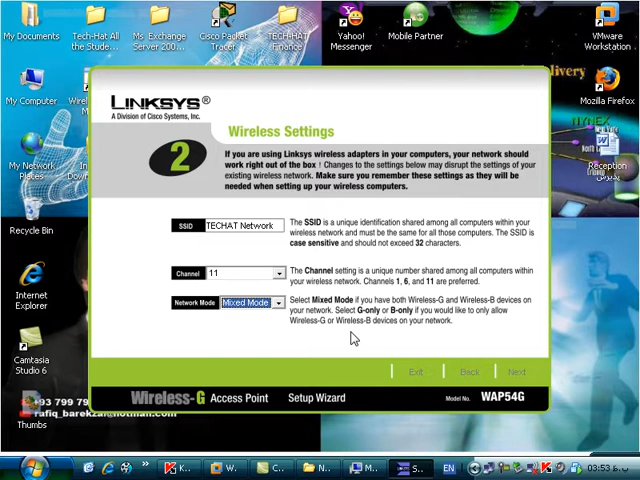 My Documents
Tech-Hat All
the Stude...
Ms_Exchange
Server 200...
Cisco Packet
Tracer
TECH-HAT
Finance
Yahoo!
Messenger
Mobile Partner
VMware
Workstation
My Computer
Mozilla Firefox
NYNEX
My Network
Places
Reception
پذیرش
Recycle Bin
Internet
Explorer
Camtasia
Studio 6
Thumbs
+93 799 79
rafiq_barekzai@hotmail.com
LINKSYS®
A Division of Cisco Systems, Inc.
Wireless Settings
2
If you are using Linksys wireless adapters in your computers, your network should
work right out of the box ! Changes to the settings below may disrupt the settings of your
existing wireless network. Make sure you remember these settings as they will be
needed when setting up your wireless computers.
SSID TECHAT Network
The SSID is a unique identification shared among all computers within your
wireless network and must be the same for all those computers. The SSID is
case sensitive and should not exceed 32 characters.
Channel 11
The Channel setting is a unique number shared among all computers within
your wireless network. Channels 1, 6, and 11 are preferred.
Network Mode Mixed Mode
Select Mixed Mode if you have both Wireless-G and Wireless-B devices on
your network. Select G-only or B-only if you would like to only allow
Wireless-G or Wireless-B devices on your network.
Exit Back Next
Wireless-G Access Point Setup Wizard Model No. WAP54G
K... W... C... N... M... S... EN 03:53